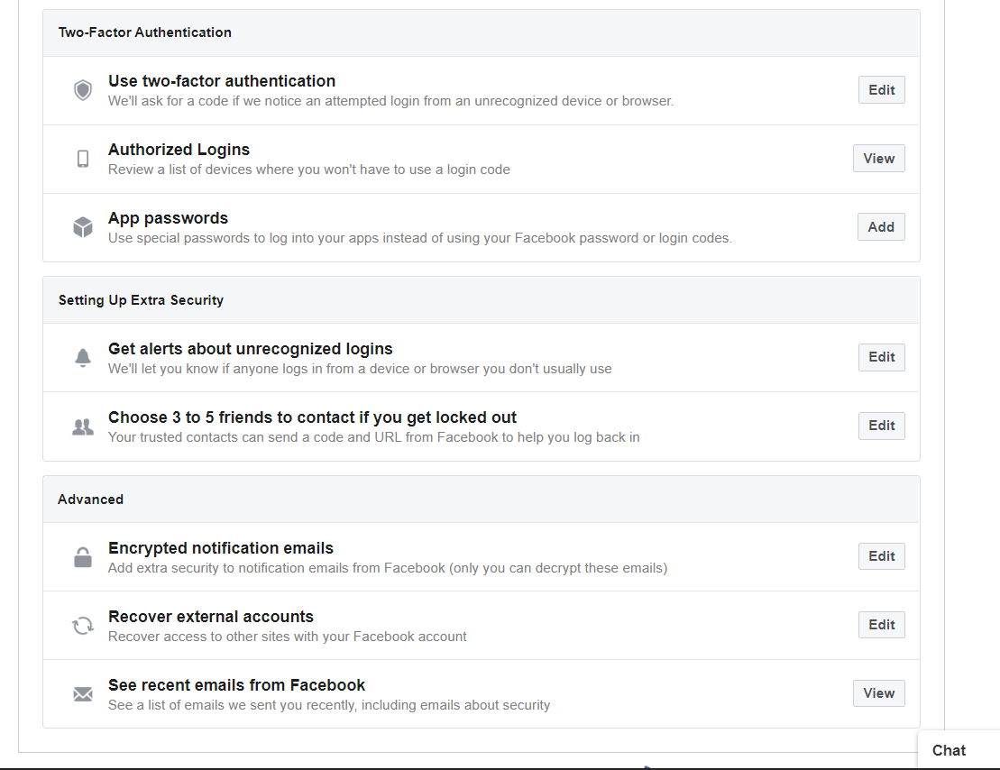 Two-Factor Authentication
Use two-factor authentication
We'll ask for a code if we notice an attempted login from an unrecognized device or browser.
Edit
Authorized Logins
Review a list of devices where you won't have to use a login code
View
App passwords
Use special passwords to log into your apps instead of using your Facebook password or login codes.
Add
Setting Up Extra Security
Get alerts about unrecognized logins
We'll let you know if anyone logs in from a device or browser you don't usually use
Edit
Choose 3 to 5 friends to contact if you get locked out
Your trusted contacts can send a code and URL from Facebook to help you log back in
Edit
Advanced
Encrypted notification emails
Add extra security to notification emails from Facebook (only you can decrypt these emails)
Edit
Recover external accounts
Recover access to other sites with your Facebook account
Edit
See recent emails from Facebook
See a list of emails we sent you recently, including emails about security
View
Chat